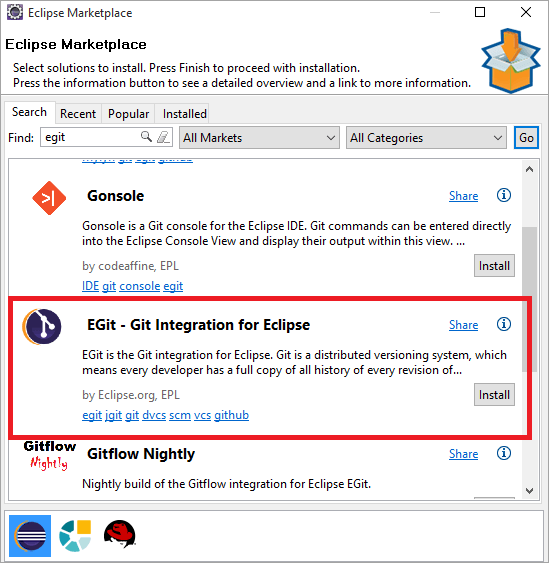 Eclipse Marketplace
Eclipse Marketplace
Select solutions to install. Press Finish to proceed with installation.
Press the information button to see a detailed overview and a link to more information.
Search Recent Popular Installed
Find: egit All Markets All Categories Go
mylyn git egit github
Gonsole Share
Gonsole is a Git console for the Eclipse IDE. Git commands can be entered directly
into the Eclipse Console View and display their output within this view. ...
by codeaffine, EPL Install
IDE git console egit
EGit - Git Integration for Eclipse Share
EGit is the Git integration for Eclipse. Git is a distributed versioning system, which
means every developer has a full copy of all history of every revision of...
by Eclipse.org, EPL Install
egit jgit git dvcs scm vcs github
Gitflow Nightly
Gitflow Nightly Share
Nightly build of the Gitflow integration for Eclipse EGit.